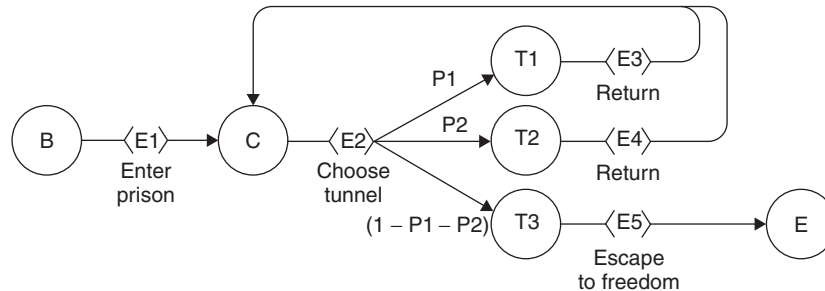 T1
E3
P1
Return
P2
B
E1
C
E2
T2
E4
Enter
prison
Choose
tunnel
Return
(1 – P1 – P2)
T3
E5
E
Escape
to freedom